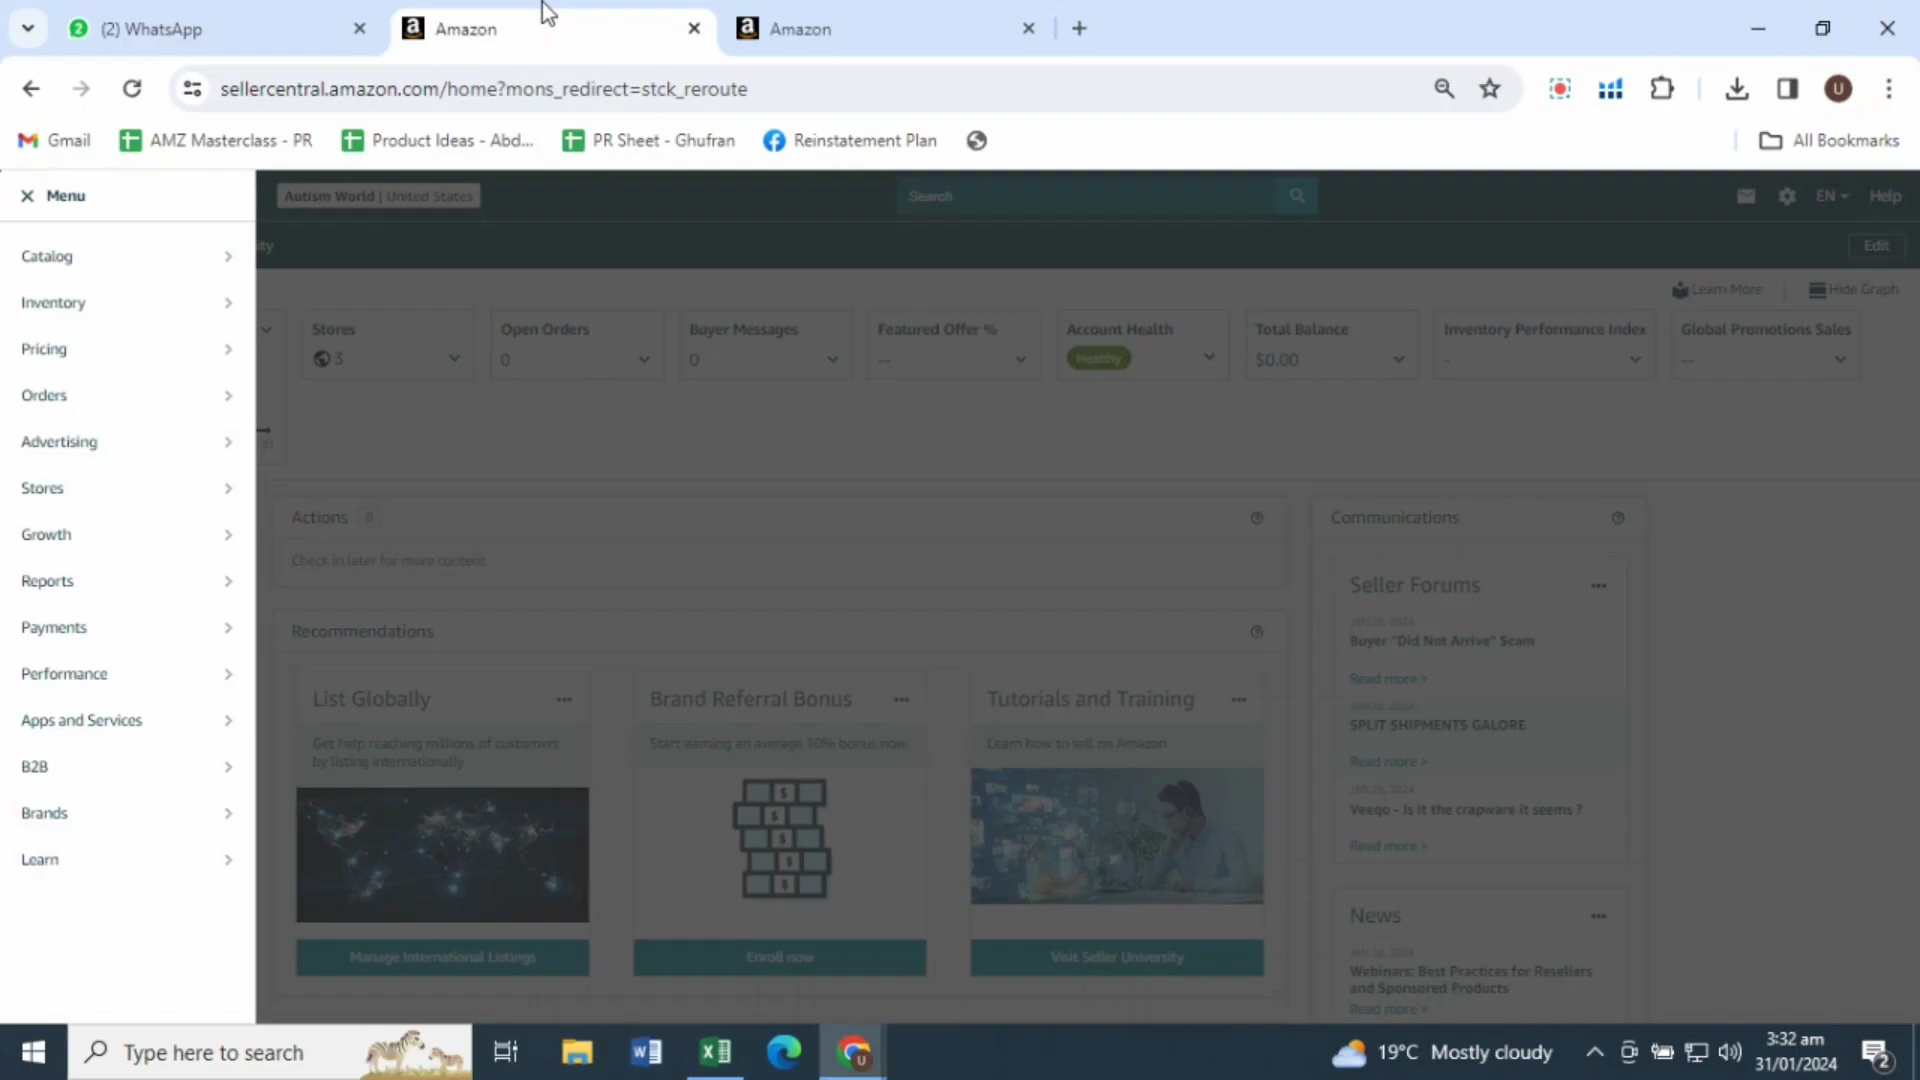 (2) WhatsApp
Amazon
Amazon
sellercentral.amazon.com/home?mons_redirect=stck_reroute
U
Gmail
AMZ Masterclass - PR
Product Ideas - Abd...
PR Sheet - Ghufran
Reinstatement Plan
All Bookmarks
Menu
Autism World | United States
Search
EN
Help
Edit
Catalog
Inventory
Pricing
Orders
Advertising
Stores
Growth
Reports
Payments
Performance
Apps and Services
B2B
Brands
Learn
Learn More
Hide Graph
Stores
3
Open Orders
0
Buyer Messages
0
Featured Offer %
--
Account Health
Healthy
Total Balance
$0.00
Inventory Performance Index
-
Global Promotions Sales
--
Actions 0
Check in later for more content
Recommendations
List Globally
Get help reaching millions of customers
by listing internationally
Manage International Listings
Brand Referral Bonus
Start earning an average 10% bonus now.
Enroll now
Tutorials and Training
Learn how to sell on Amazon
Visit Seller University
Communications
Seller Forums
Buyer "Did Not Arrive" Scam
Read more >
SPLIT SHIPMENTS GALORE
Read more >
Veeqo - Is it the crapware it seems ?
Read more >
News
Webinars: Best Practices for Resellers
and Sponsored Products
Read more >
Type here to search
19°C Mostly cloudy
3:32 am
31/01/2024
2